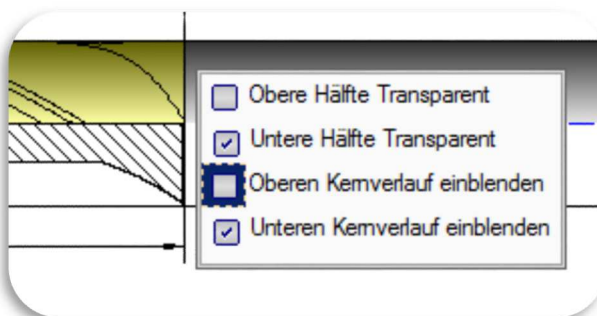 Obere Hälfte Transparent
Untere Hälfte Transparent
Oberen Kernverlauf einblenden
Unteren Kernverlauf einblenden